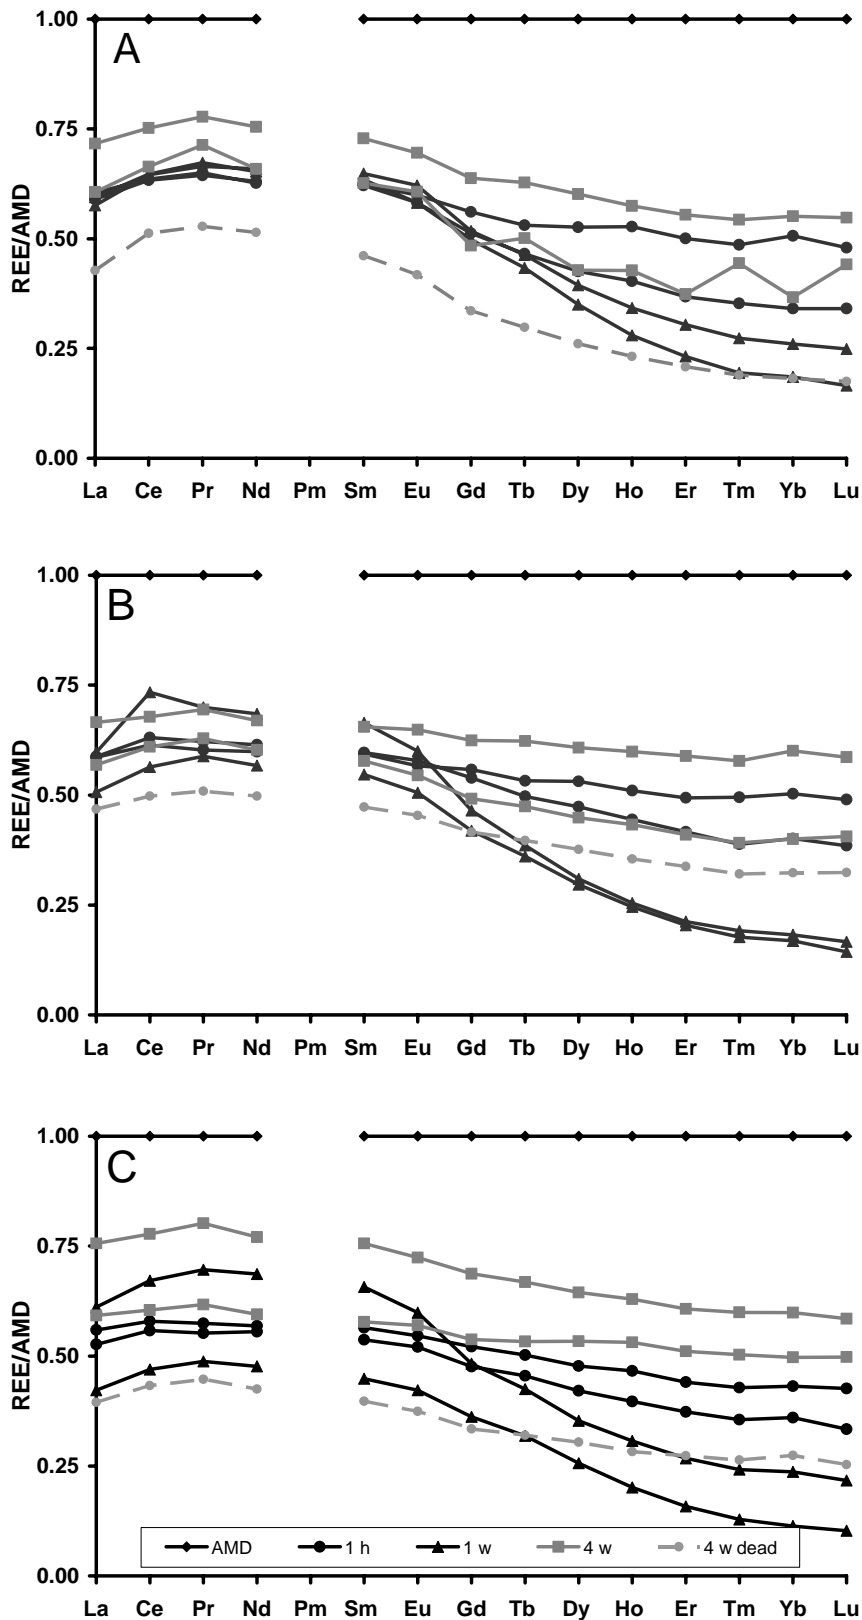 1.00
A
0.75
REE/AMD
0.50
0.25
0.00
La Ce Pr Nd Pm Sm Eu Gd Tb Dy Ho Er Tm Yb Lu
1.00
B
0.75
0.50
0.25
0.00
La Ce Pr Nd Pm Sm Eu Gd Tb Dy Ho Er Tm Yb Lu
1.00
C
0.75
REE/AMD
0.50
0.25
AMD 1 h 1 w 4 w 4 w dead
0.00
La Ce Pr Nd Pm Sm Eu Gd Tb Dy Ho Er Tm Yb Lu